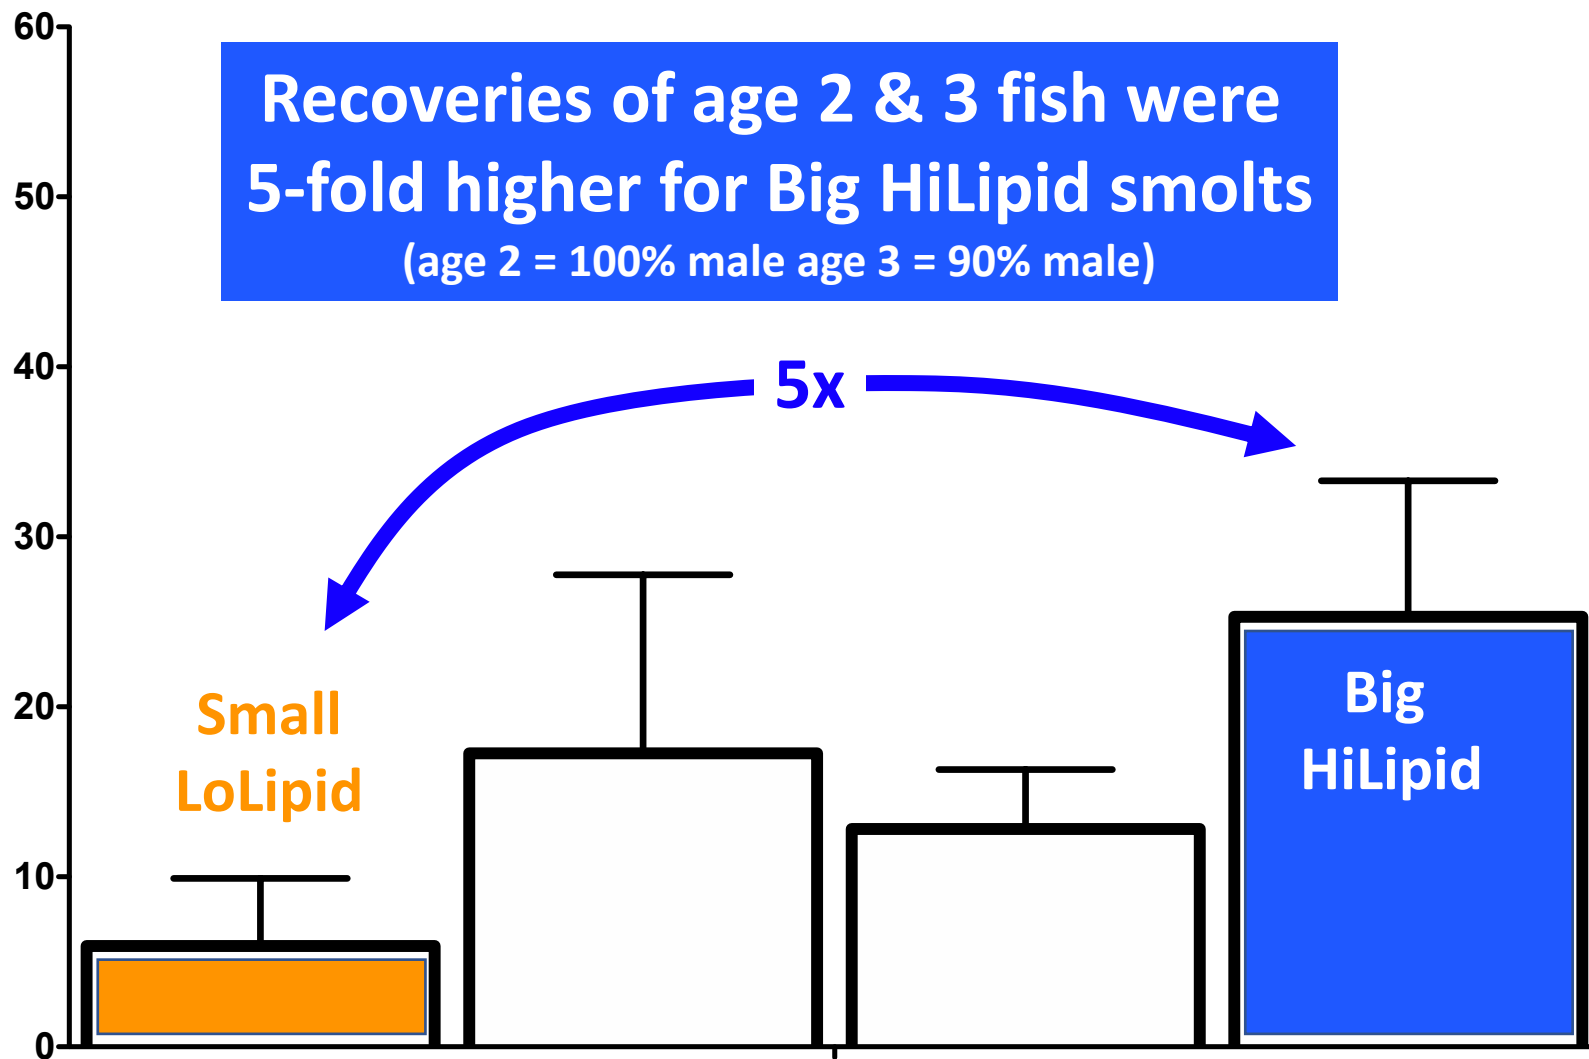 60
Recoveries of age 2 & 3 fish were
5-fold higher for Big HiLipid smolts
(age 2 = 100% male age 3 = 90% male)
50
40
5x
30
20
Small
LoLipid
Big
HiLipid
10
0